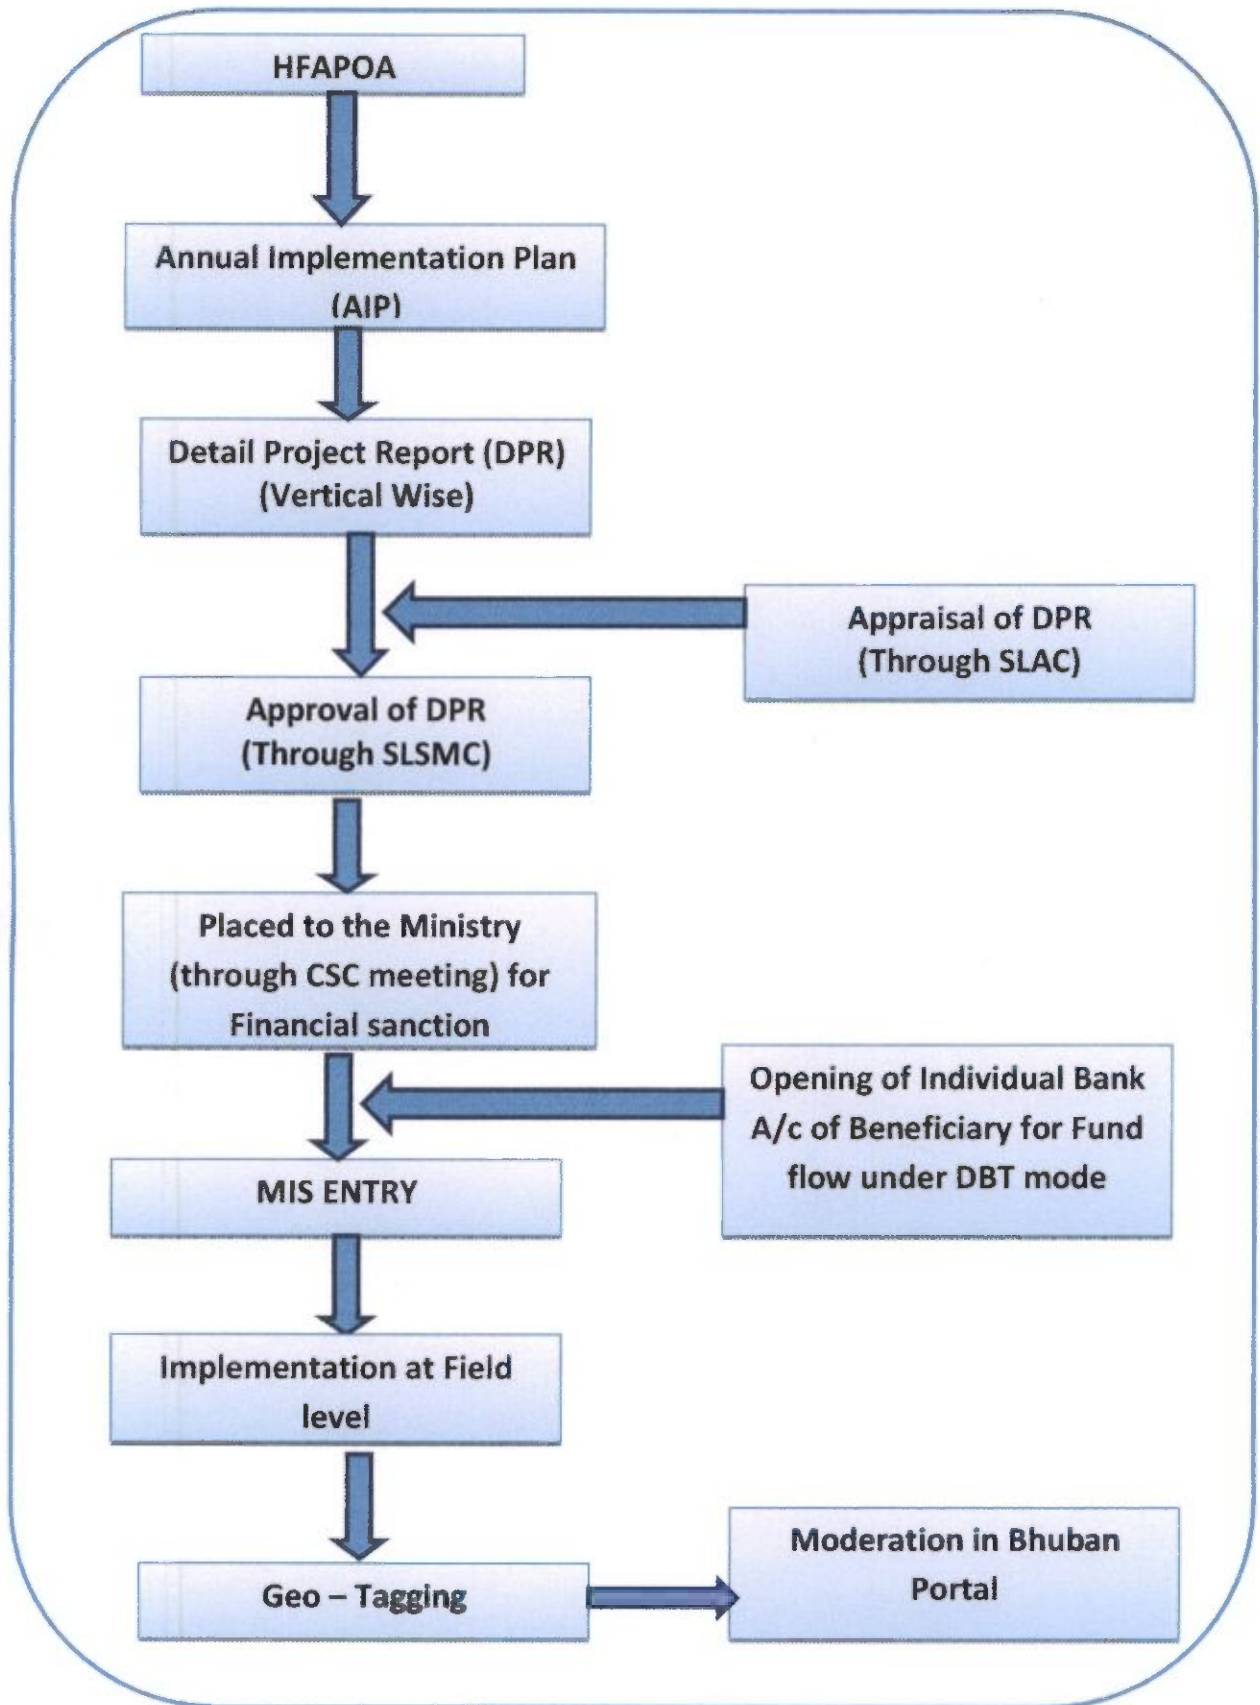 HFAPOA
Annual Implementation Plan
(AIP)
Detail Project Report (DPR)
(Vertical Wise)
Appraisal of DPR
(Through SLAC)
Approval of DPR
(Through SLSMC)
Placed to the Ministry
(through CSC meeting) for
Financial sanction
Opening of Individual Bank
A/c of Beneficiary for Fund
flow under DBT mode
MIS ENTRY
Implementation at Field
level
Geo – Tagging
Moderation in Bhuban
Portal